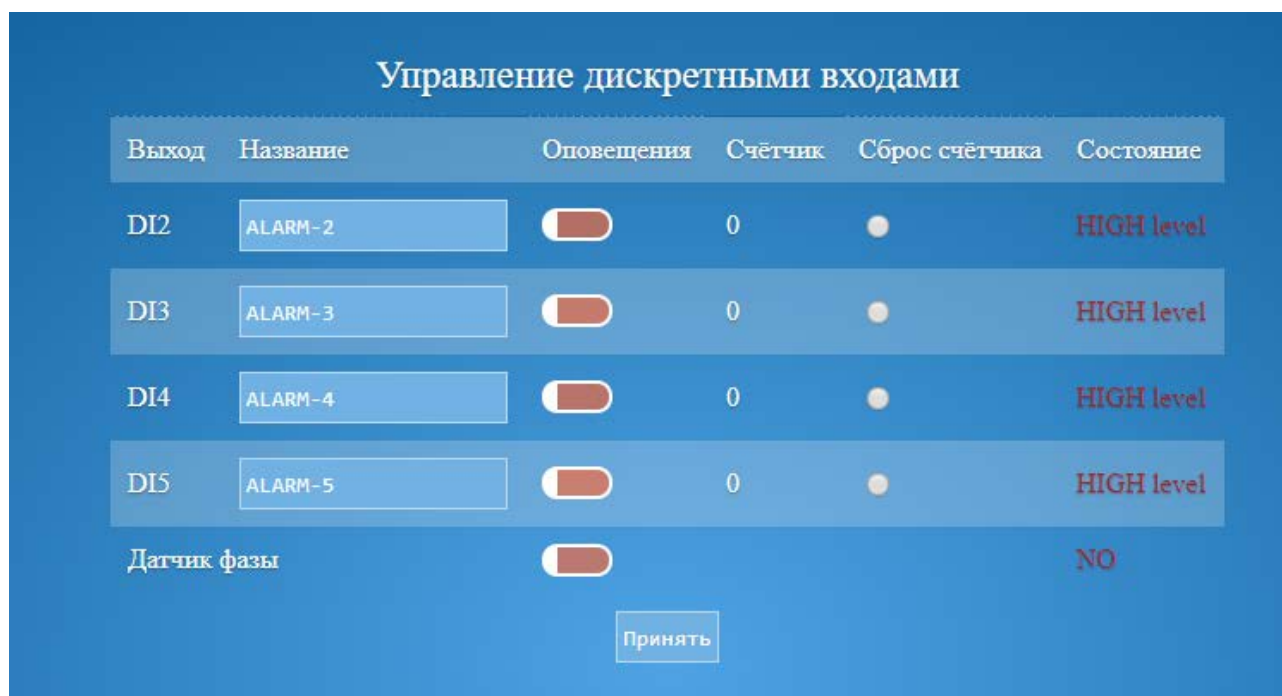 Управление дискретными входами
Выход Название Оповещения Счётчик Сброс счётчика Состояние
DI2 ALARM-2 0 HIGH level
DI3 ALARM-3 0 HIGH level
DI4 ALARM-4 0 HIGH level
DI5 ALARM-5 0 HIGH level
Датчик фазы NO
Принять